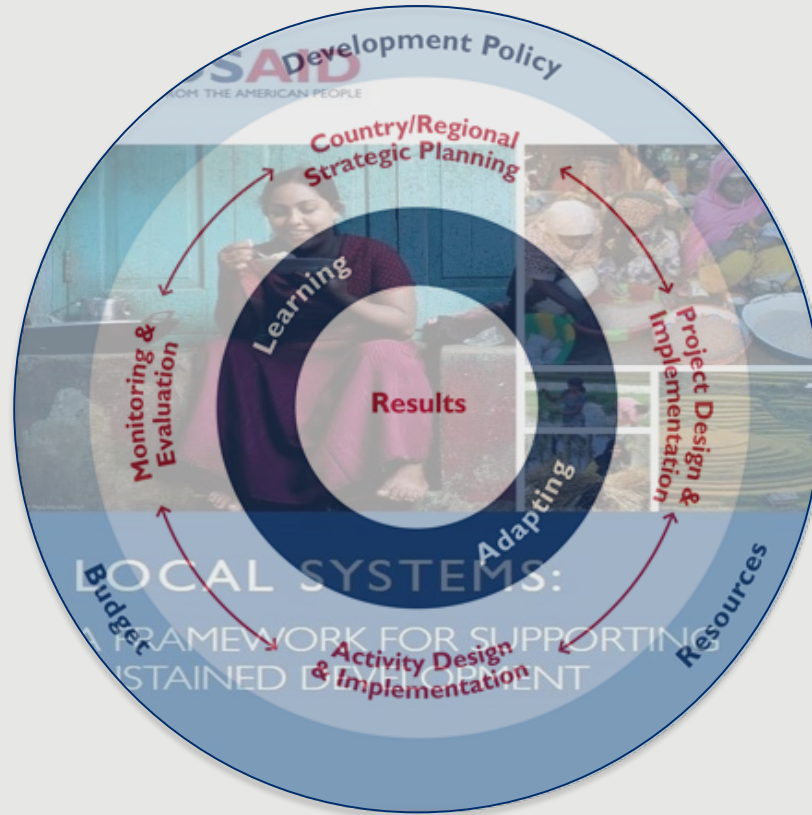 Development Policy
USAID
FROM THE AMERICAN PEOPLE
Country/Regional
Strategic Planning
Learning
Monitoring &
Evaluation
Results
Project Design &
Implementation
Adapting
LOCAL SYSTEMS:
Budget
Resources
A FRAMEWORK FOR SUPPORTING
STAINED DEVELOPMENT
Activity Design
& Implementation